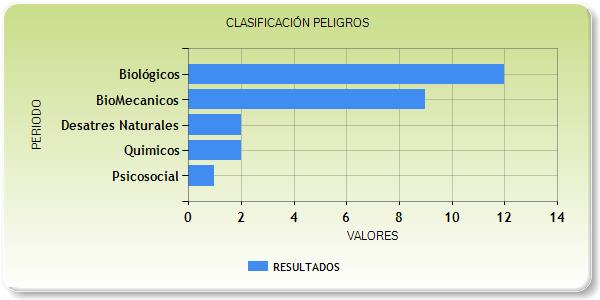 CLASIFICACIÓN PELIGROS
PERIODO
Biológicos
BioMecanicos
Desatres Naturales
Quimicos
Psicosocial
0 2 4 6 8 10 12 14
VALORES
RESULTADOS